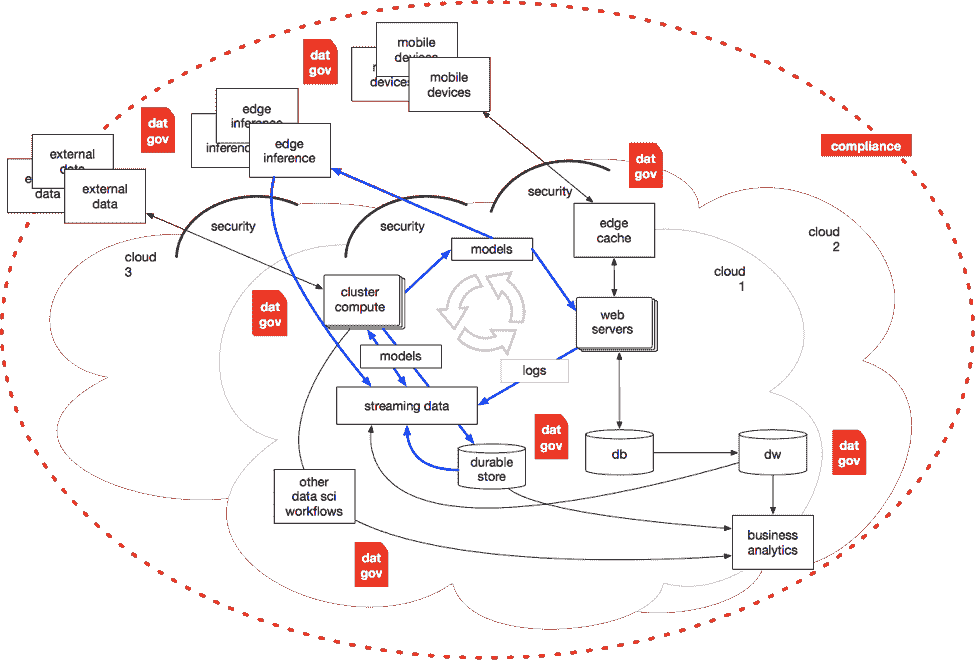 dat
gov
mobile
devices
mobile
devices
devices
dat
gov
edge
inference
inference
edge
inference
external
data
data
external
data
compliance
dat
gov
security
security
security
edge
cache
cloud
3
cloud
2
cloud
1
models
cluster
compute
dat
gov
web
servers
models
logs
streaming data
dat
gov
durable
store
db
dw
dat
gov
other
data sci
workflows
business
analytics
dat
gov